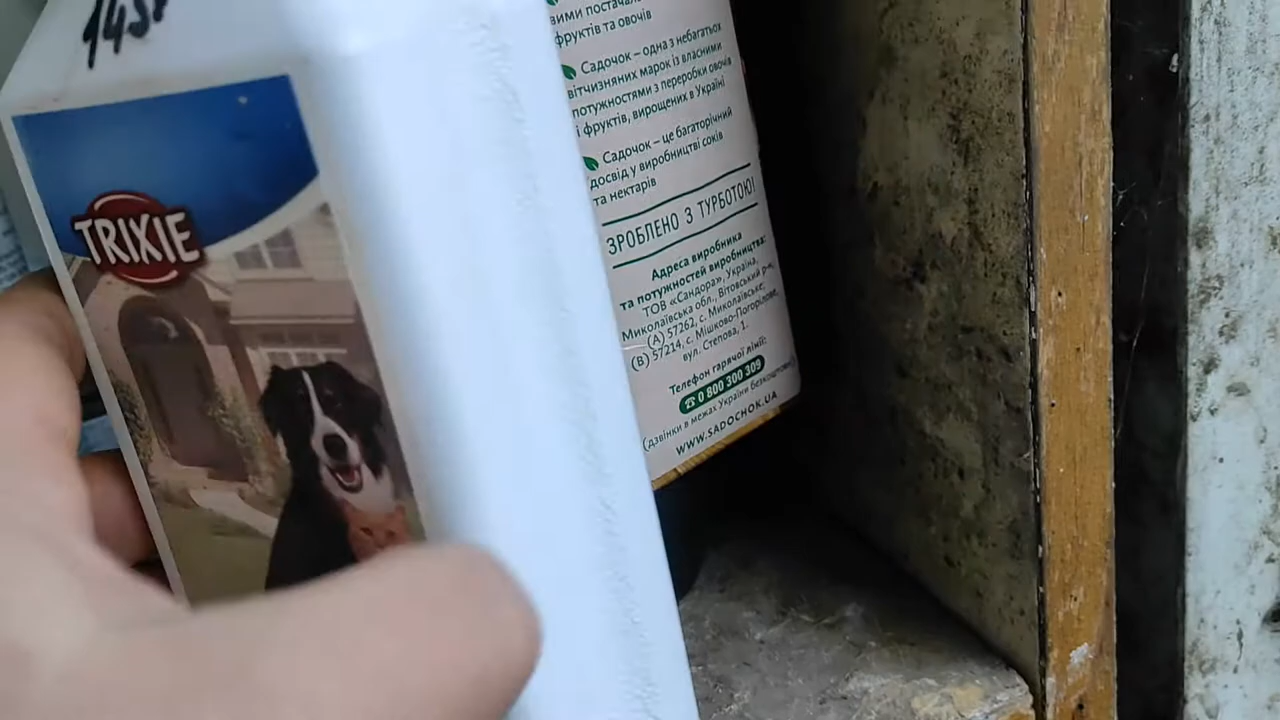 145
TRIXIE
фруктів та овочів
Садочок – одна з небагатьох
вітчизняних марок із власними
потужностями з переробки овочів
і фруктів, вирощених в Україні
Садочок – це багаторічний
досвід у виробництві соків
та нектарів
ЗРОБЛЕНО З ТУРБОТОЮ!
Адреса виробника
та потужностей виробництва:
ТОВ «Сандора», Україна,
Миколаївська обл., Вітовський р-н,
(А) 57262, с. Миколаївське;
(В) 57214, с. Мішково-Погорілове,
вул. Степова, 1.
Телефон гарячої лінії:
0 800 300 309
(дзвінки в межах України безкоштовні)
WWW.SADOCHOK.UA